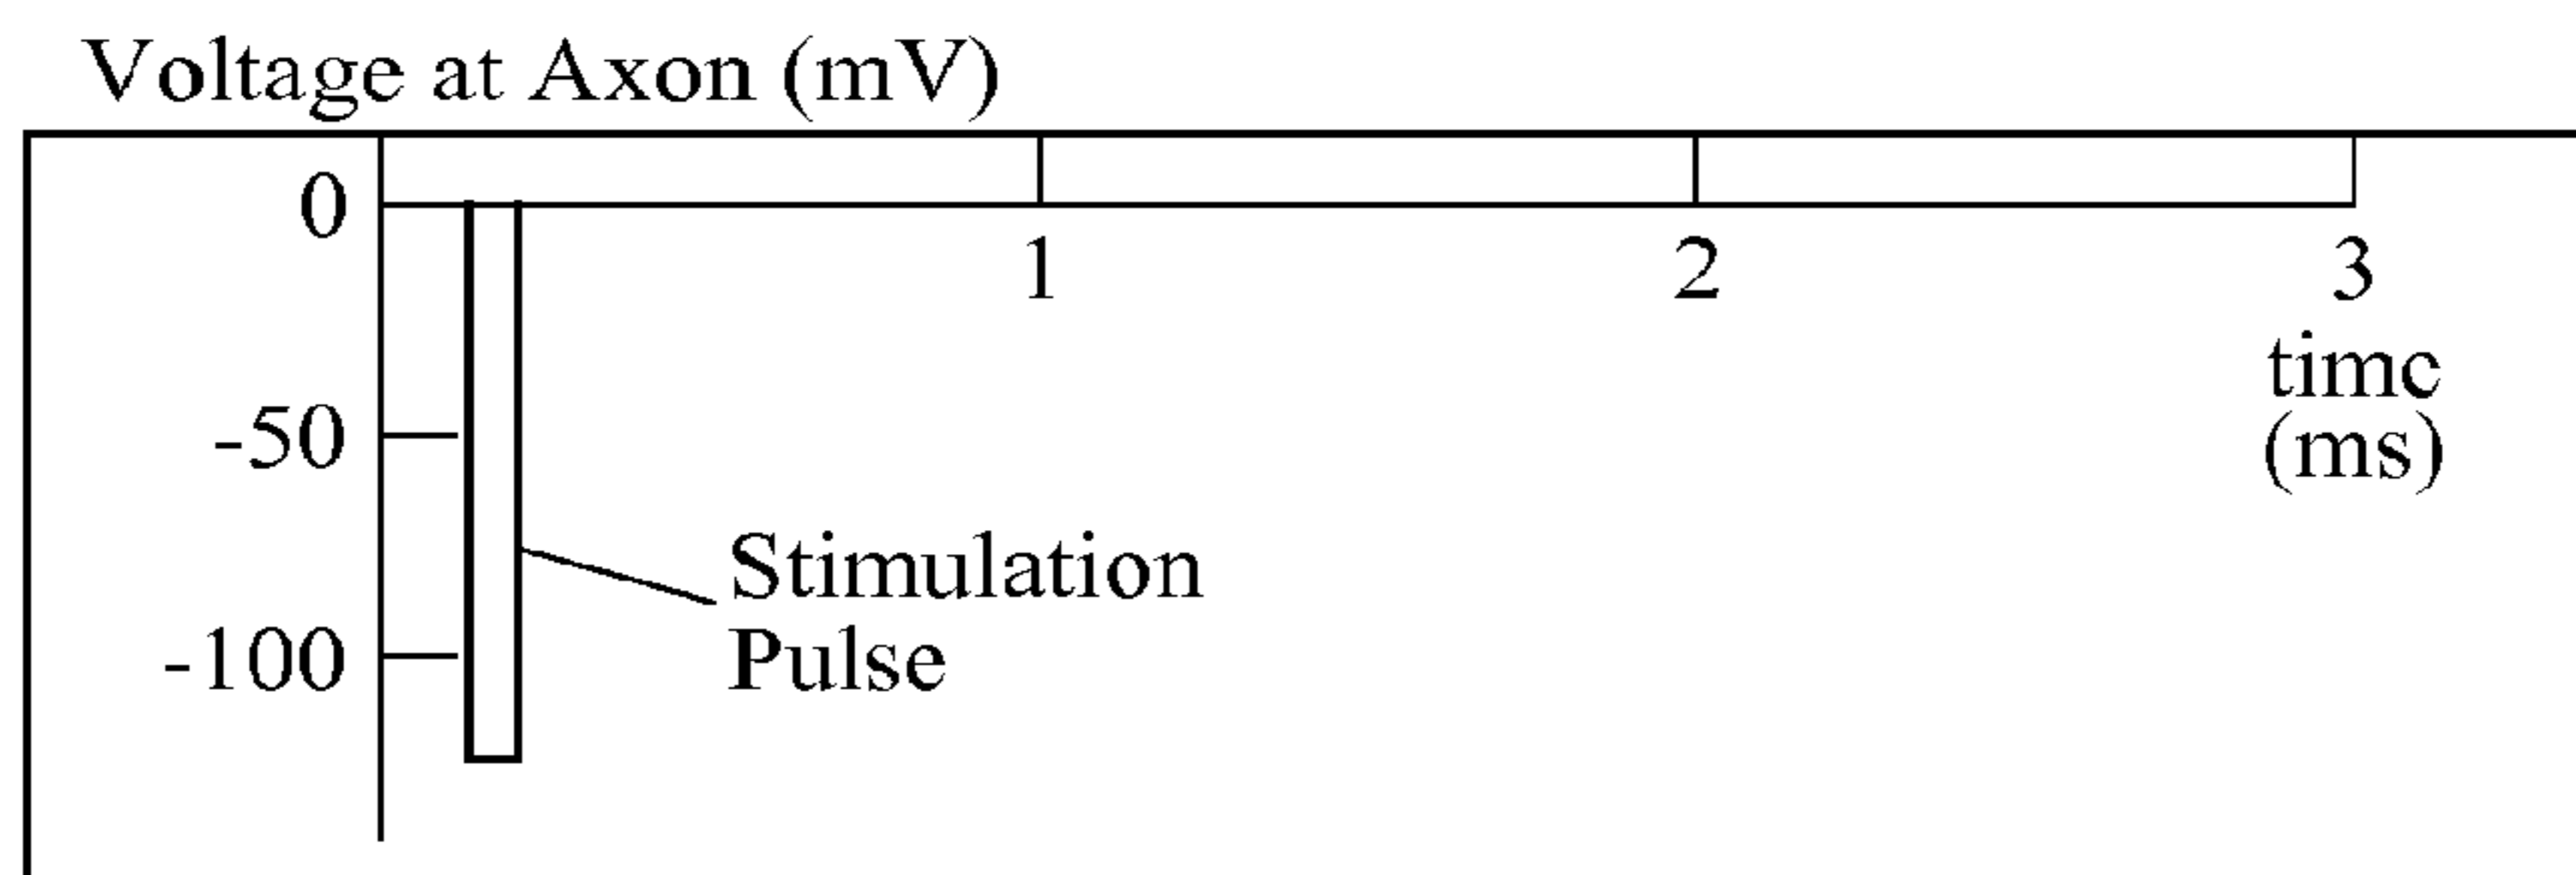 Voltage at Axon (mV)
0
1
2
3
timc
(ms)
-50
Stimulation
Pulse
-100